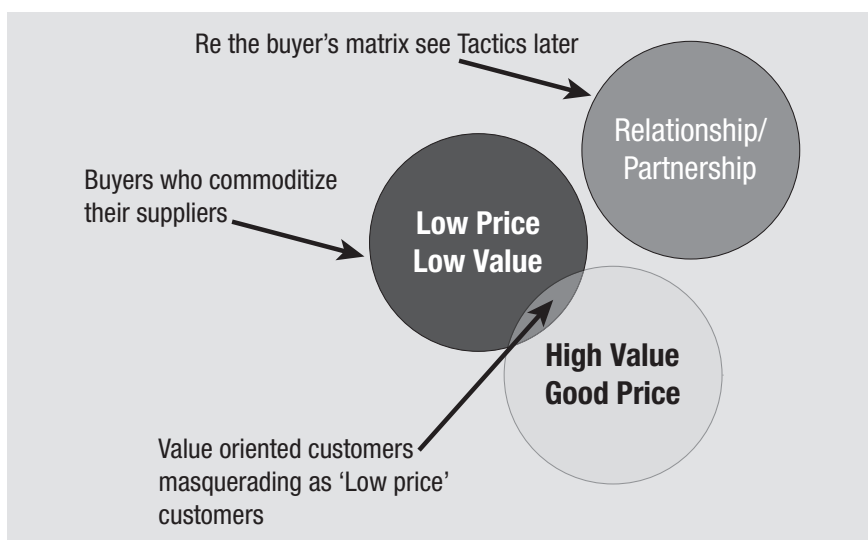 Re the buyer's matrix see Tactics later
Relationship/
Partnership
Buyers who commoditize
their suppliers
Low Price
Low Value
High Value
Good Price
Value oriented customers
masquerading as ‘Low price’
customers